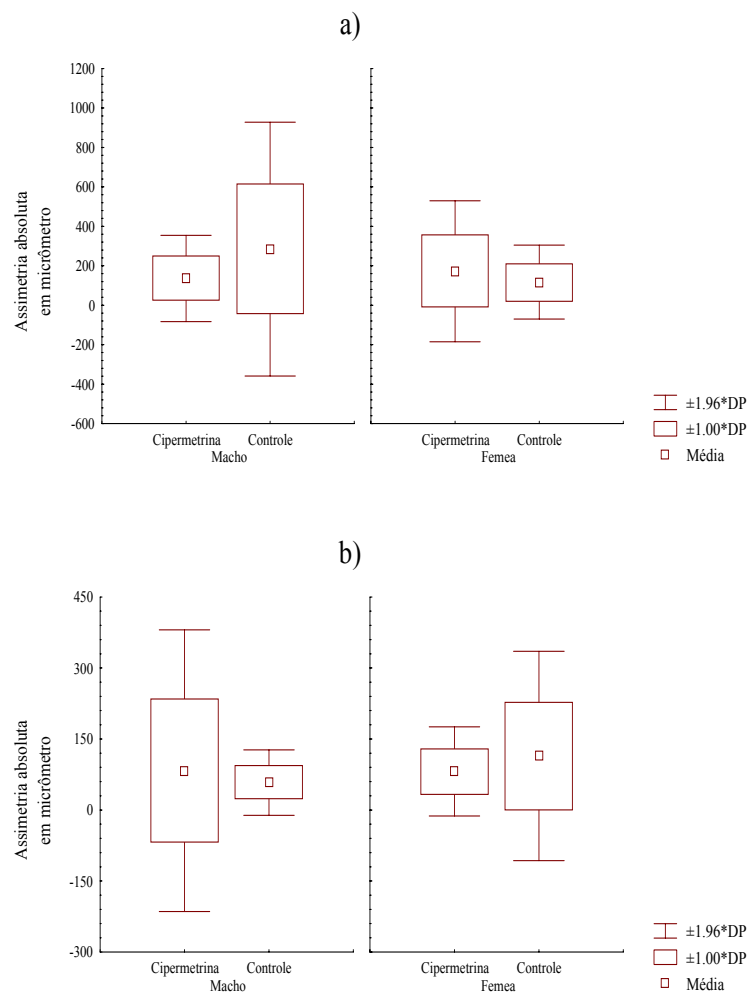 a)
Assimetria absoluta
em micrômetro
1200
1000
800
600
400
200
0
-200
-400
-600
Cipermetrina Controle
Macho
Cipermetrina Controle
Femea
±1.96*DP
±1.00*DP
Média
b)
Assimetria absoluta
em micrômetro
450
300
150
0
-150
-300
Cipermetrina Controle
Macho
Cipermetrina Controle
Femea
±1.96*DP
±1.00*DP
Média